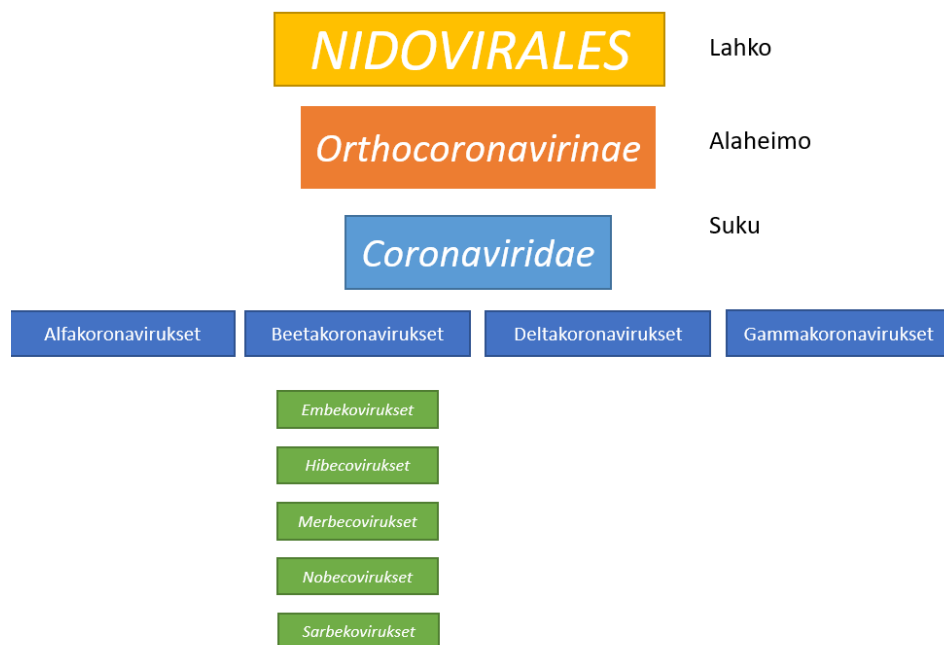 NIDOVIRALES
Lahko
Orthocoronavirinae
Alaheimo
Suku
Coronaviridae
Alfakoronavirukset
Beetakoronavirukset
Deltakoronavirukset
Gammakoronavirukset
Embekovirukset
Hibecovirukset
Merbecovirukset
Nobecovirukset
Sarbekovirukset